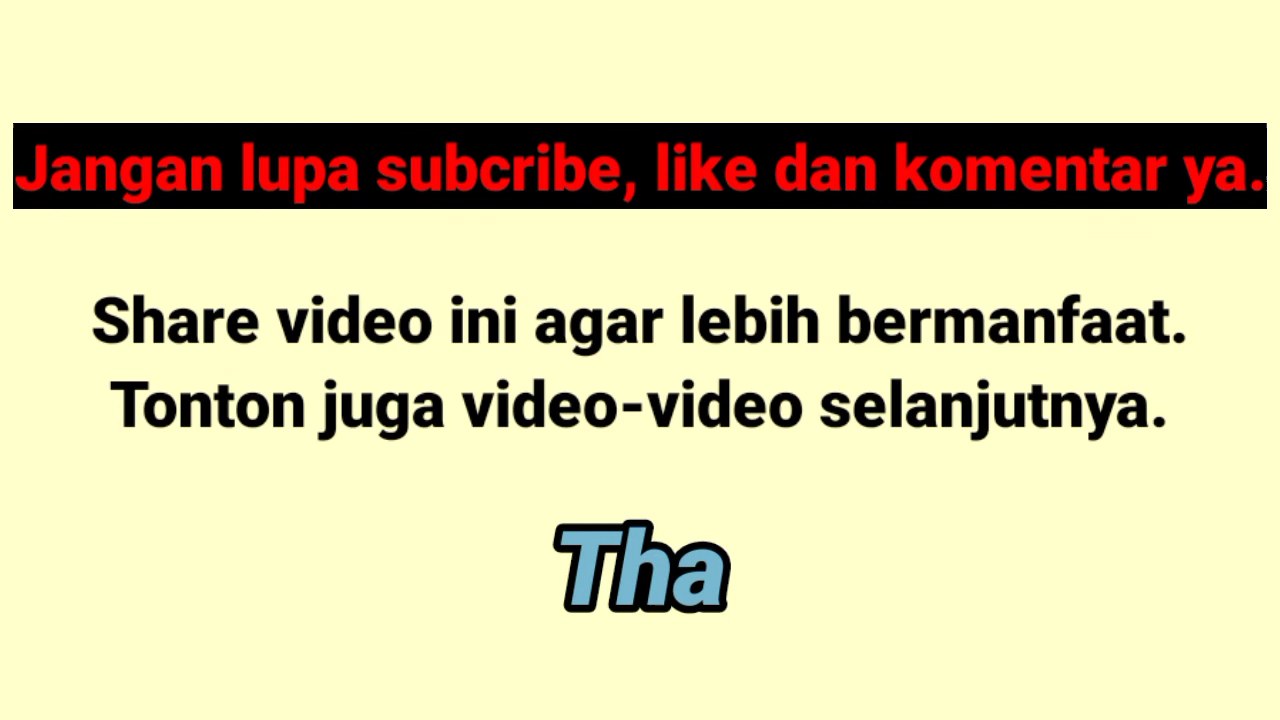 Jangan lupa subcribe, like dan komentar ya.
Share video ini agar lebih bermanfaat.
Tonton juga video-video selanjutnya.
Tha